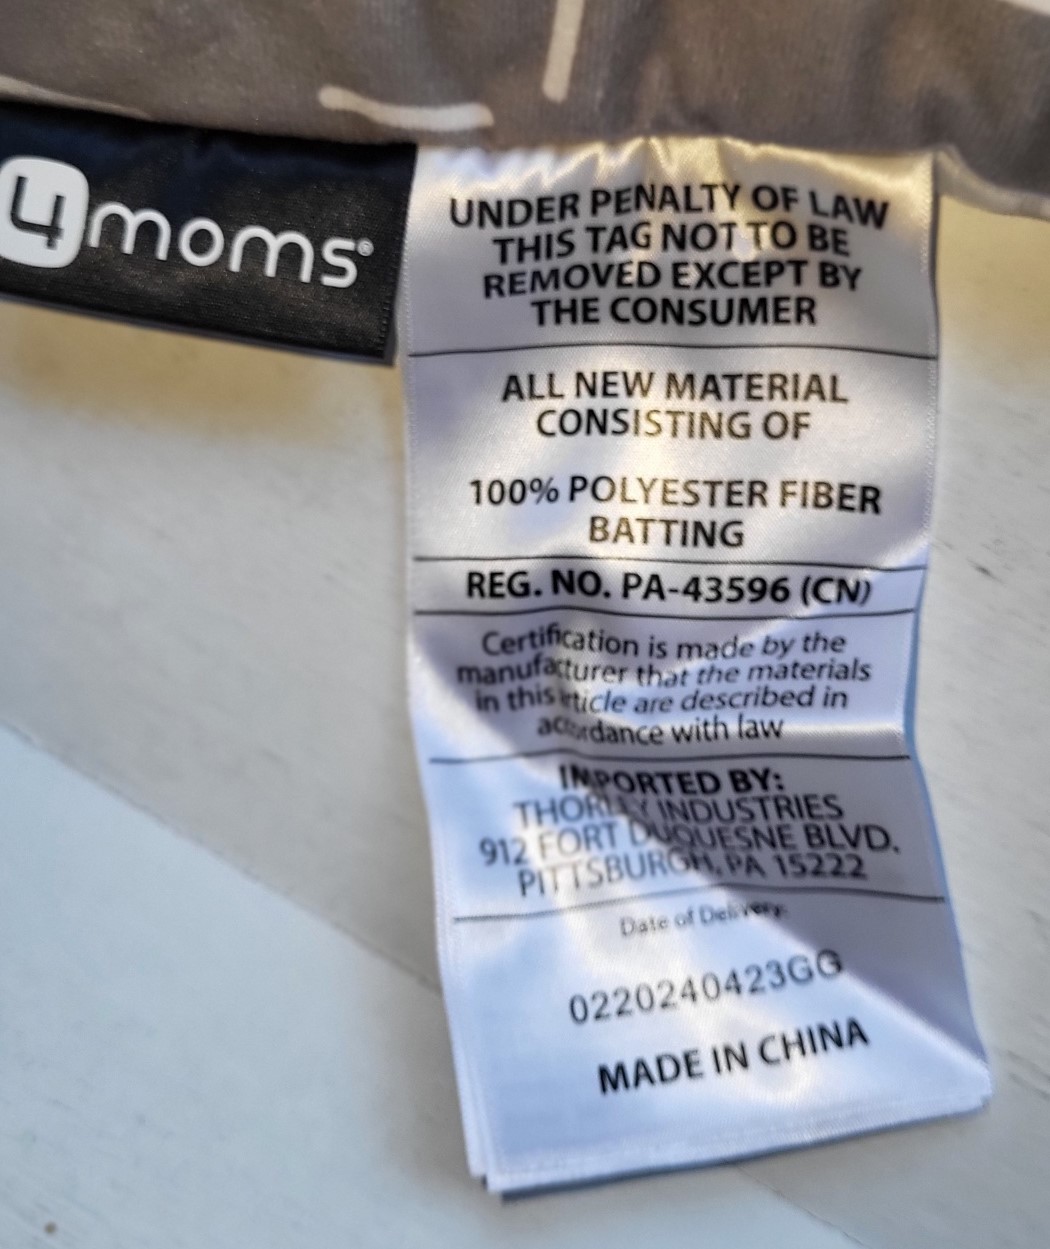 4moms®
UNDER PENALTY OF LAW
THIS TAG NOT TO BE
REMOVED EXCEPT BY
THE CONSUMER
ALL NEW MATERIAL
CONSISTING OF
100% POLYESTER FIBER
BATTING
REG. NO. PA-43596 (CN)
Certification is made by the
manufacturer that the materials
in this article are described in
accordance with law
IMPORTED BY:
THORLEY INDUSTRIES
912 FORT DUQUESNE BLVD.
PITTSBURGH, PA 15222
Date of Delivery:
0220240423GG
MADE IN CHINA